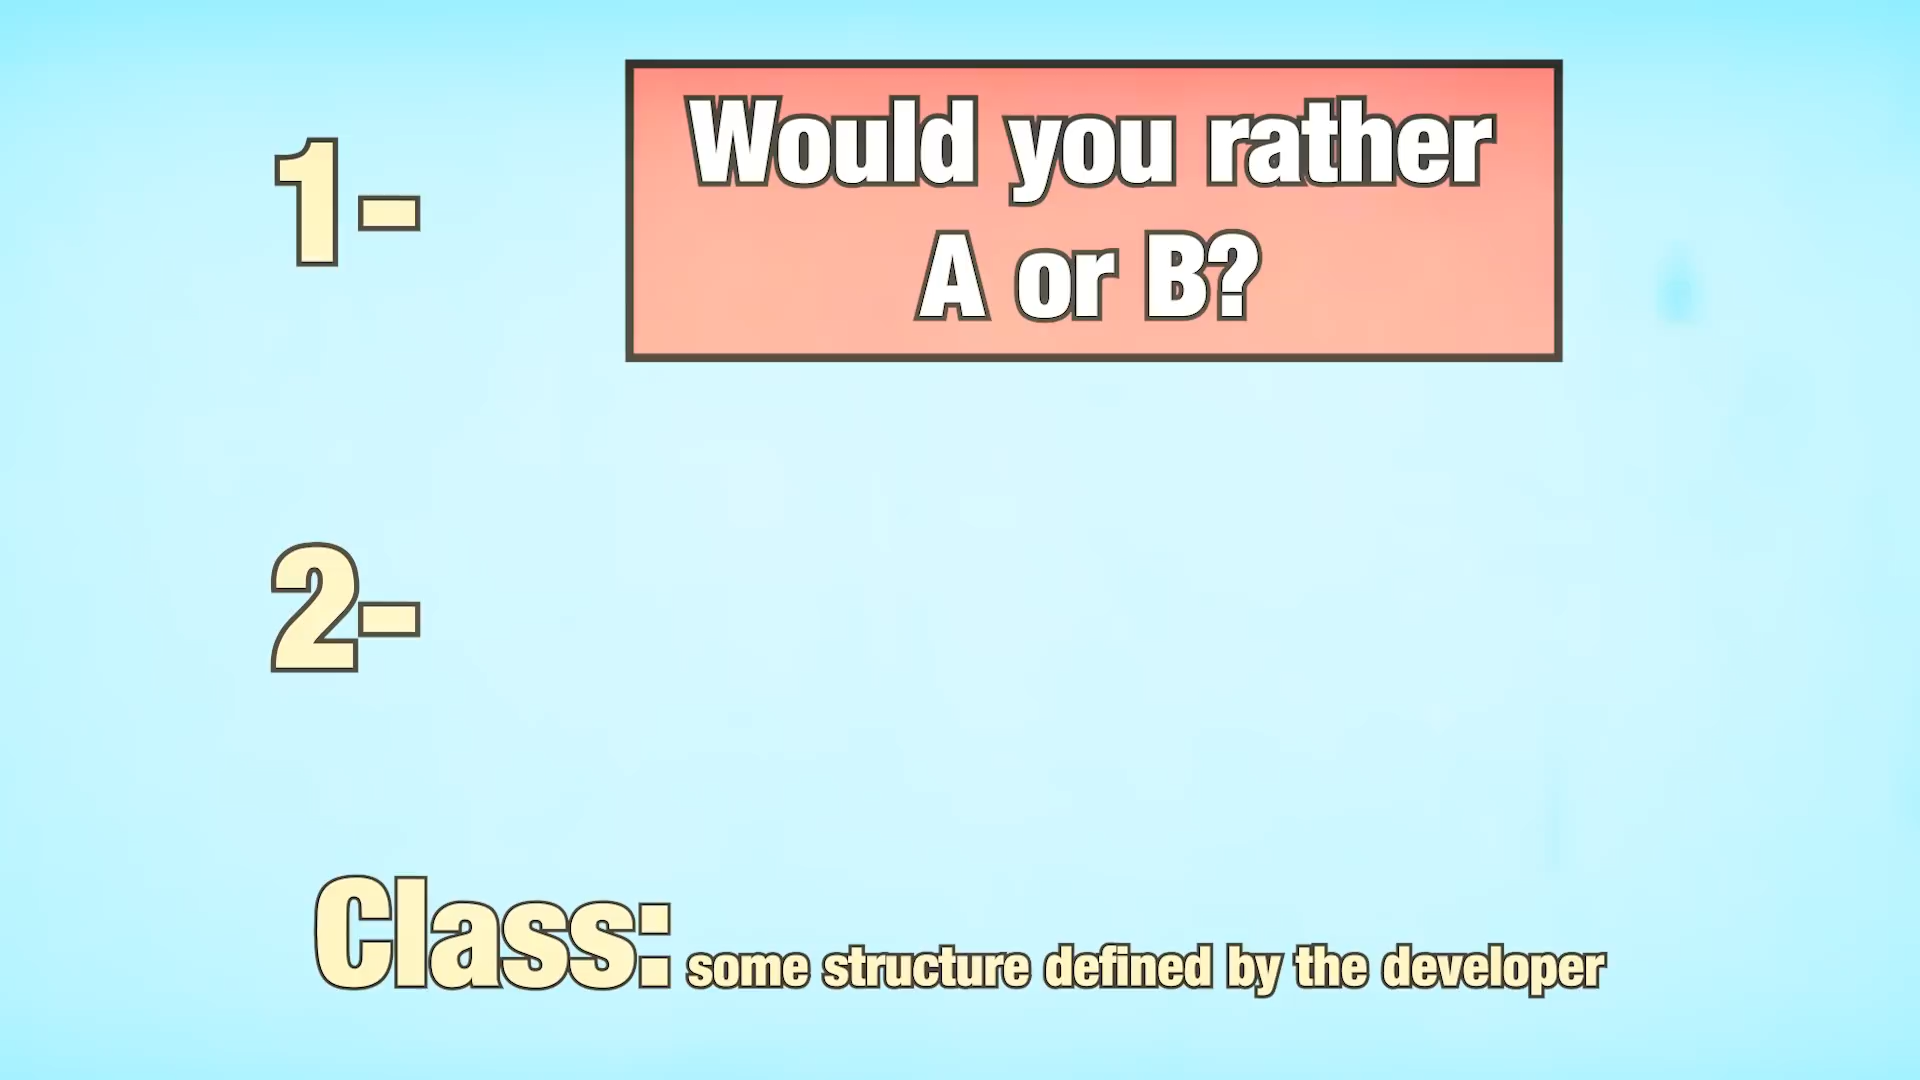 1-
Would you rather
A or B?
2-
Class: some structure defined by the developer